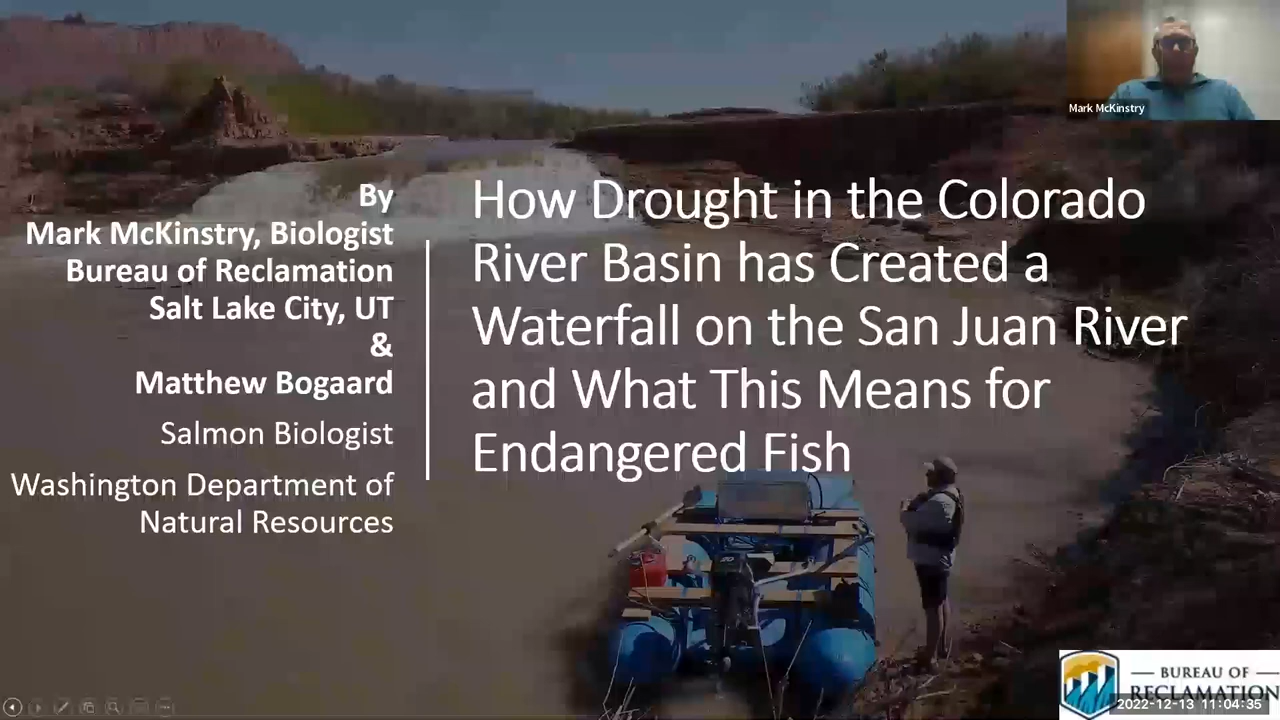 Mark McKinstry
By
Mark McKinstry, Biologist
Bureau of Reclamation
Salt Lake City, UT
&
Matthew Bogaard
Salmon Biologist
Washington Department of
Natural Resources
How Drought in the Colorado
River Basin has Created a
Waterfall on the San Juan River
and What This Means for
Endangered Fish
BUREAU OF
RECLAMATION
2022-12-13 11:04:35